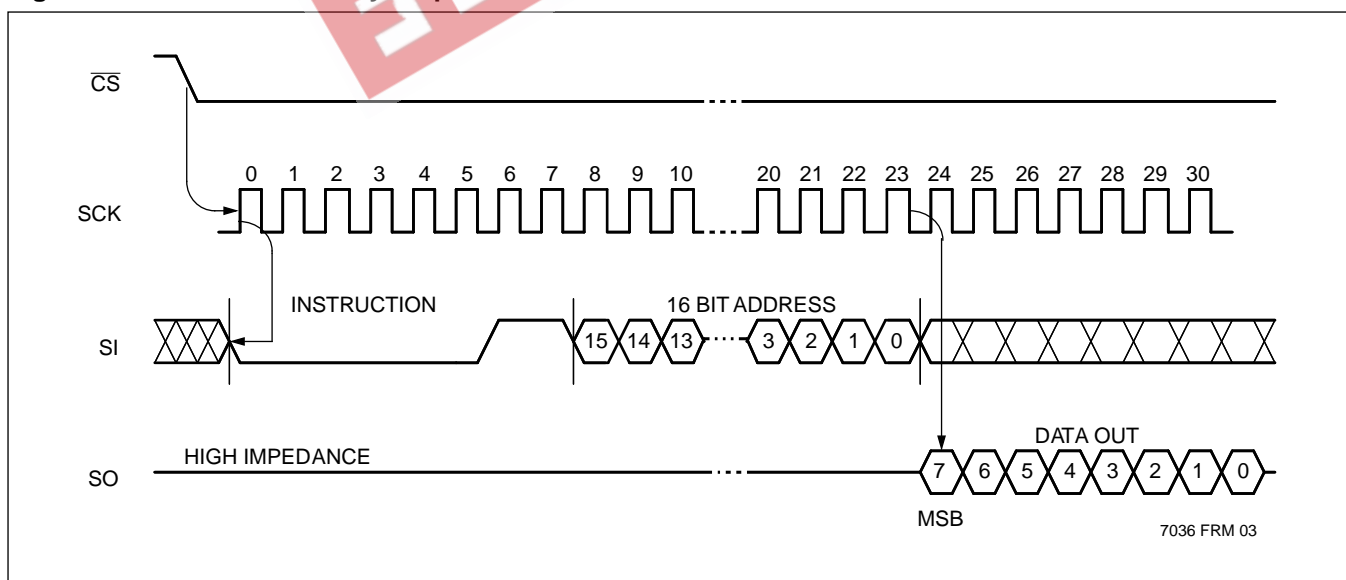 CS
0 1 2 3 4 5 6 7 8 9 10 20 21 22 23 24 25 26 27 28 29 30
SCK
INSTRUCTION 16 BIT ADDRESS
SI 15 14 13 3 2 1 0
DATA OUT
HIGH IMPEDANCE
SO 7 6 5 4 3 2 1 0
MSB
7036 FRM 03